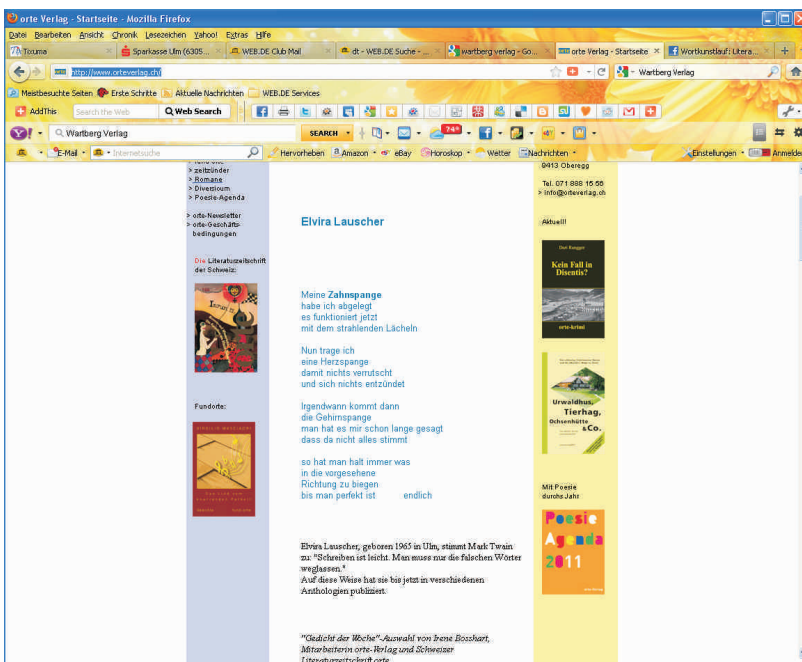 orte Verlag - Startseite - Mozilla Firefox
Datei Bearbeiten Ansicht Chronik Lesezeichen Yahoo! Extras Hilfe
Tixuma
Sparkasse Ulm (6305...
WEB.DE Club Mail
dt - WEB.DE Suche - ...
wartberg verlag - Go...
orte Verlag - Startseite
Wortkunstlauf: Litera...
http://www.orteverlag.ch/
Wartberg Verlag
Meistbesuchte Seiten Erste Schritte Aktuelle Nachrichten WEB.DE Services
AddThis Search the Web Web Search
Wartberg Verlag SEARCH 74°
E-Mail Internetsuche Hervorheben Amazon eBay Horoskop Wetter Nachrichten Einstellungen Anmelden
> zeitzünder
> Romane
> Diversium
> Poesie-Agenda
> orte-Newsletter
> orte-Geschäfts-
bedingungen
Die Literaturzeitschrift
der Schweiz:
Fundorte:
Elvira Lauscher
Meine Zahnspange
habe ich abgelegt
es funktioniert jetzt
mit dem strahlenden Lächeln
Nun trage ich
eine Herzspange
damit nichts verrutscht
und sich nichts entzündet
Irgendwann kommt dann
die Gehirnspange
man hat es mir schon lange gesagt
dass da nicht alles stimmt
so hat man halt immer was
in die vorgesehene
Richtung zu biegen
bis man perfekt ist endlich
Elvira Lauscher, geboren 1965 in Ulm, stimmt Mark Twain
zu: "Schreiben ist leicht. Man muss nur die falschen Wörter
weglassen."
Auf diese Weise hat sie bis jetzt in verschiedenen
Anthologien publiziert.
"Gedicht der Woche"-Auswahl von Irene Bosshart,
Mitarbeiterin orte-Verlag und Schweizer
Literaturzeitschrift orte
9413 Oberegg
Tel. 071 888 15 56
> info@orteverlag.ch
Aktuell!
Kein Fall in
Disentis?
orte-krimi
Urwaldhus,
Tierhag,
Ochsenhütte
&Co.
Mit Poesie
durchs Jahr
Poesie
Agenda
2011